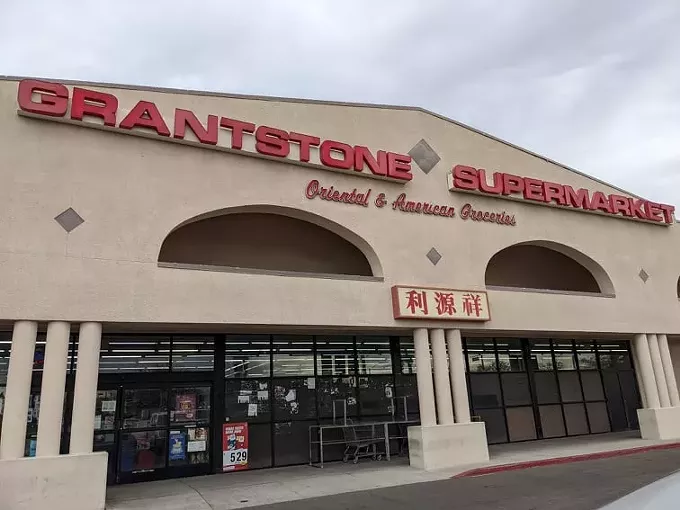 GRANTSTONE SUPERMARKET
Oriental & American Groceries
利源祥
529